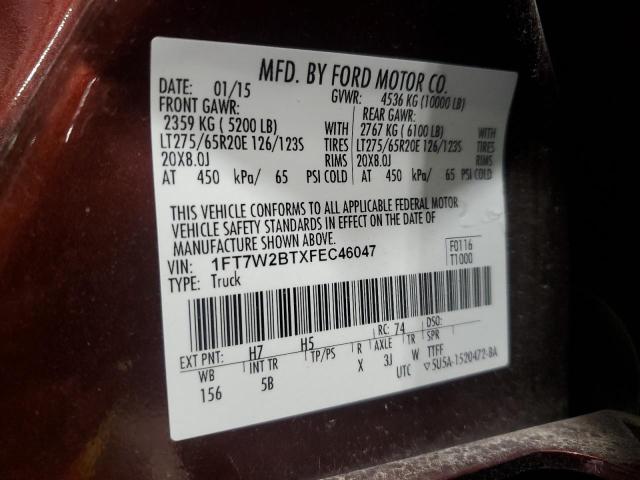 MFD. BY FORD MOTOR CO.
DATE: 01/15 GVWR: 4536 KG (10000 LB)
FRONT GAWR: REAR GAWR:
2359 KG ( 5200 LB) WITH 2767 KG ( 6100 LB) WITH
LT275/65R20E 126/123S TIRES LT275/65R20E 126/123S TIRES
20X8.0J RIMS 20X8.0J RIMS
AT 450 kPa/ 65 PSI COLD AT 450 kPa/ 65 PSI COLD
THIS VEHICLE CONFORMS TO ALL APPLICABLE FEDERAL MOTOR
VEHICLE SAFETY STANDARDS IN EFFECT ON THE DATE OF
MANUFACTURE SHOWN ABOVE.
VIN: 1FT7W2BTXFEC46047 F0116
TYPE: Truck T1000
EXT PNT: H7 H5 RC: 74 DSO:
WB INT TR TP/PS R AXLE TR SPR
156 5B X 3J W TTFF
UTC ▽5U5A-1520472-BA